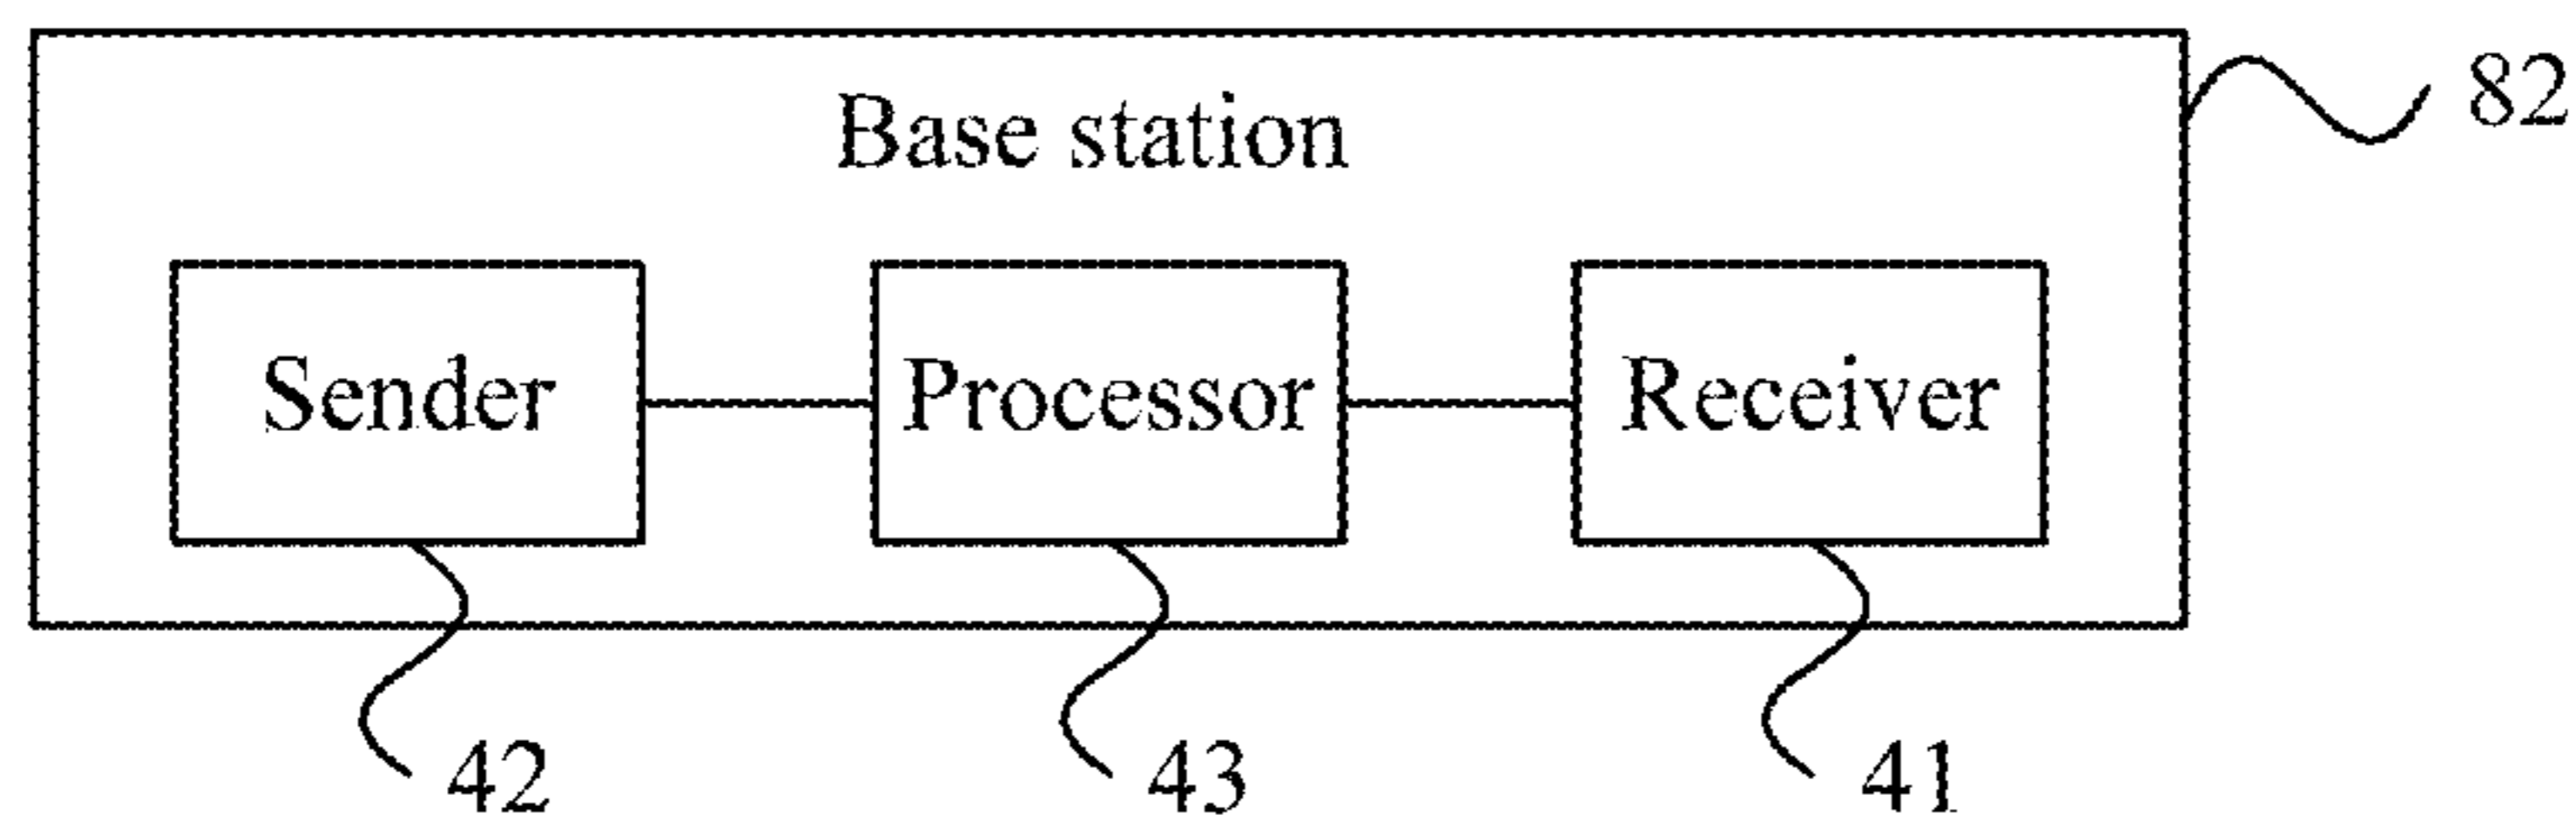 Base station
82
Sender
Processor
Receiver
42
43
41